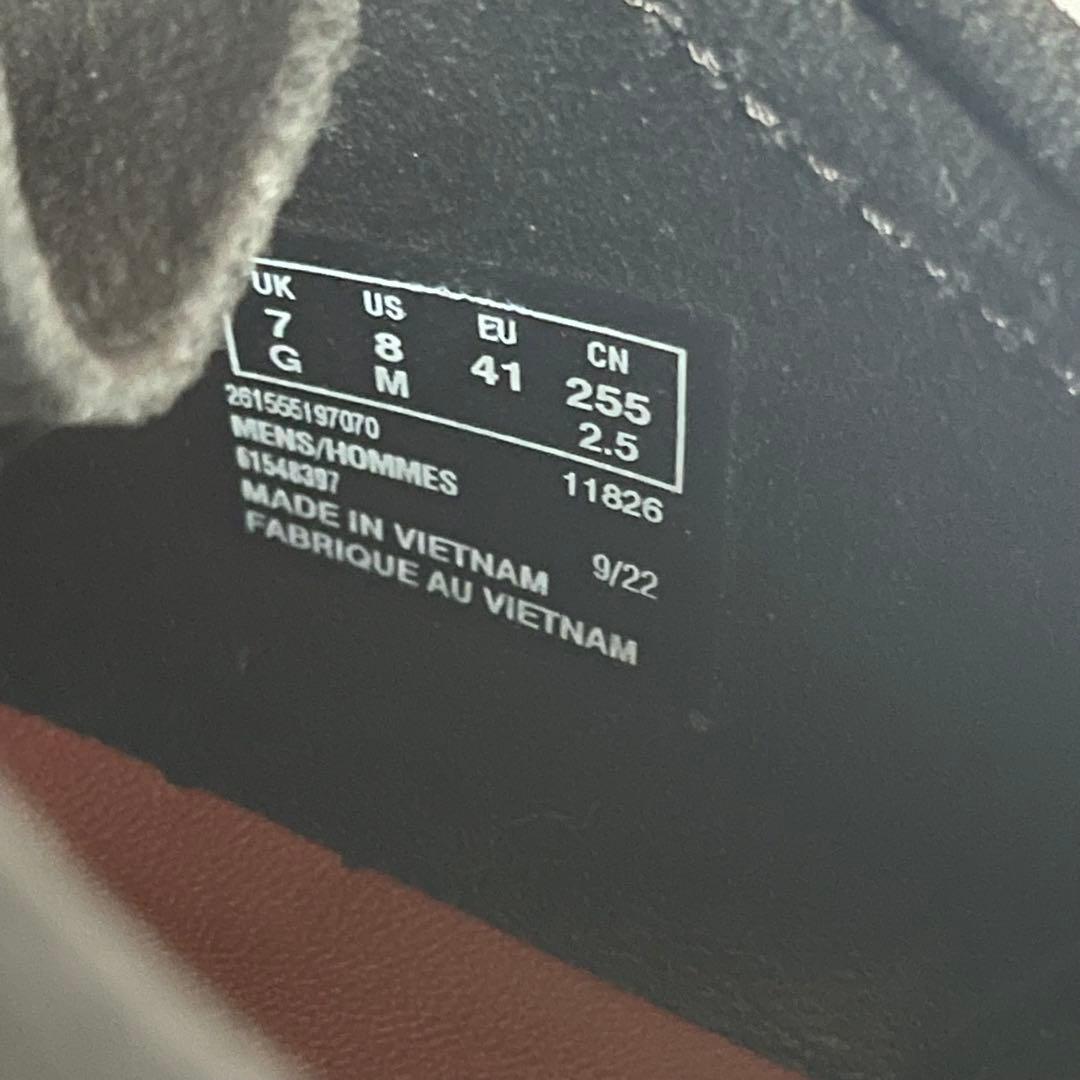 UK US EU CN
7 8 41 255
G M 2.5
261555197070
MENS/HOMMES 11826
61548397
MADE IN VIETNAM 9/22
FABRIQUE AU VIETNAM